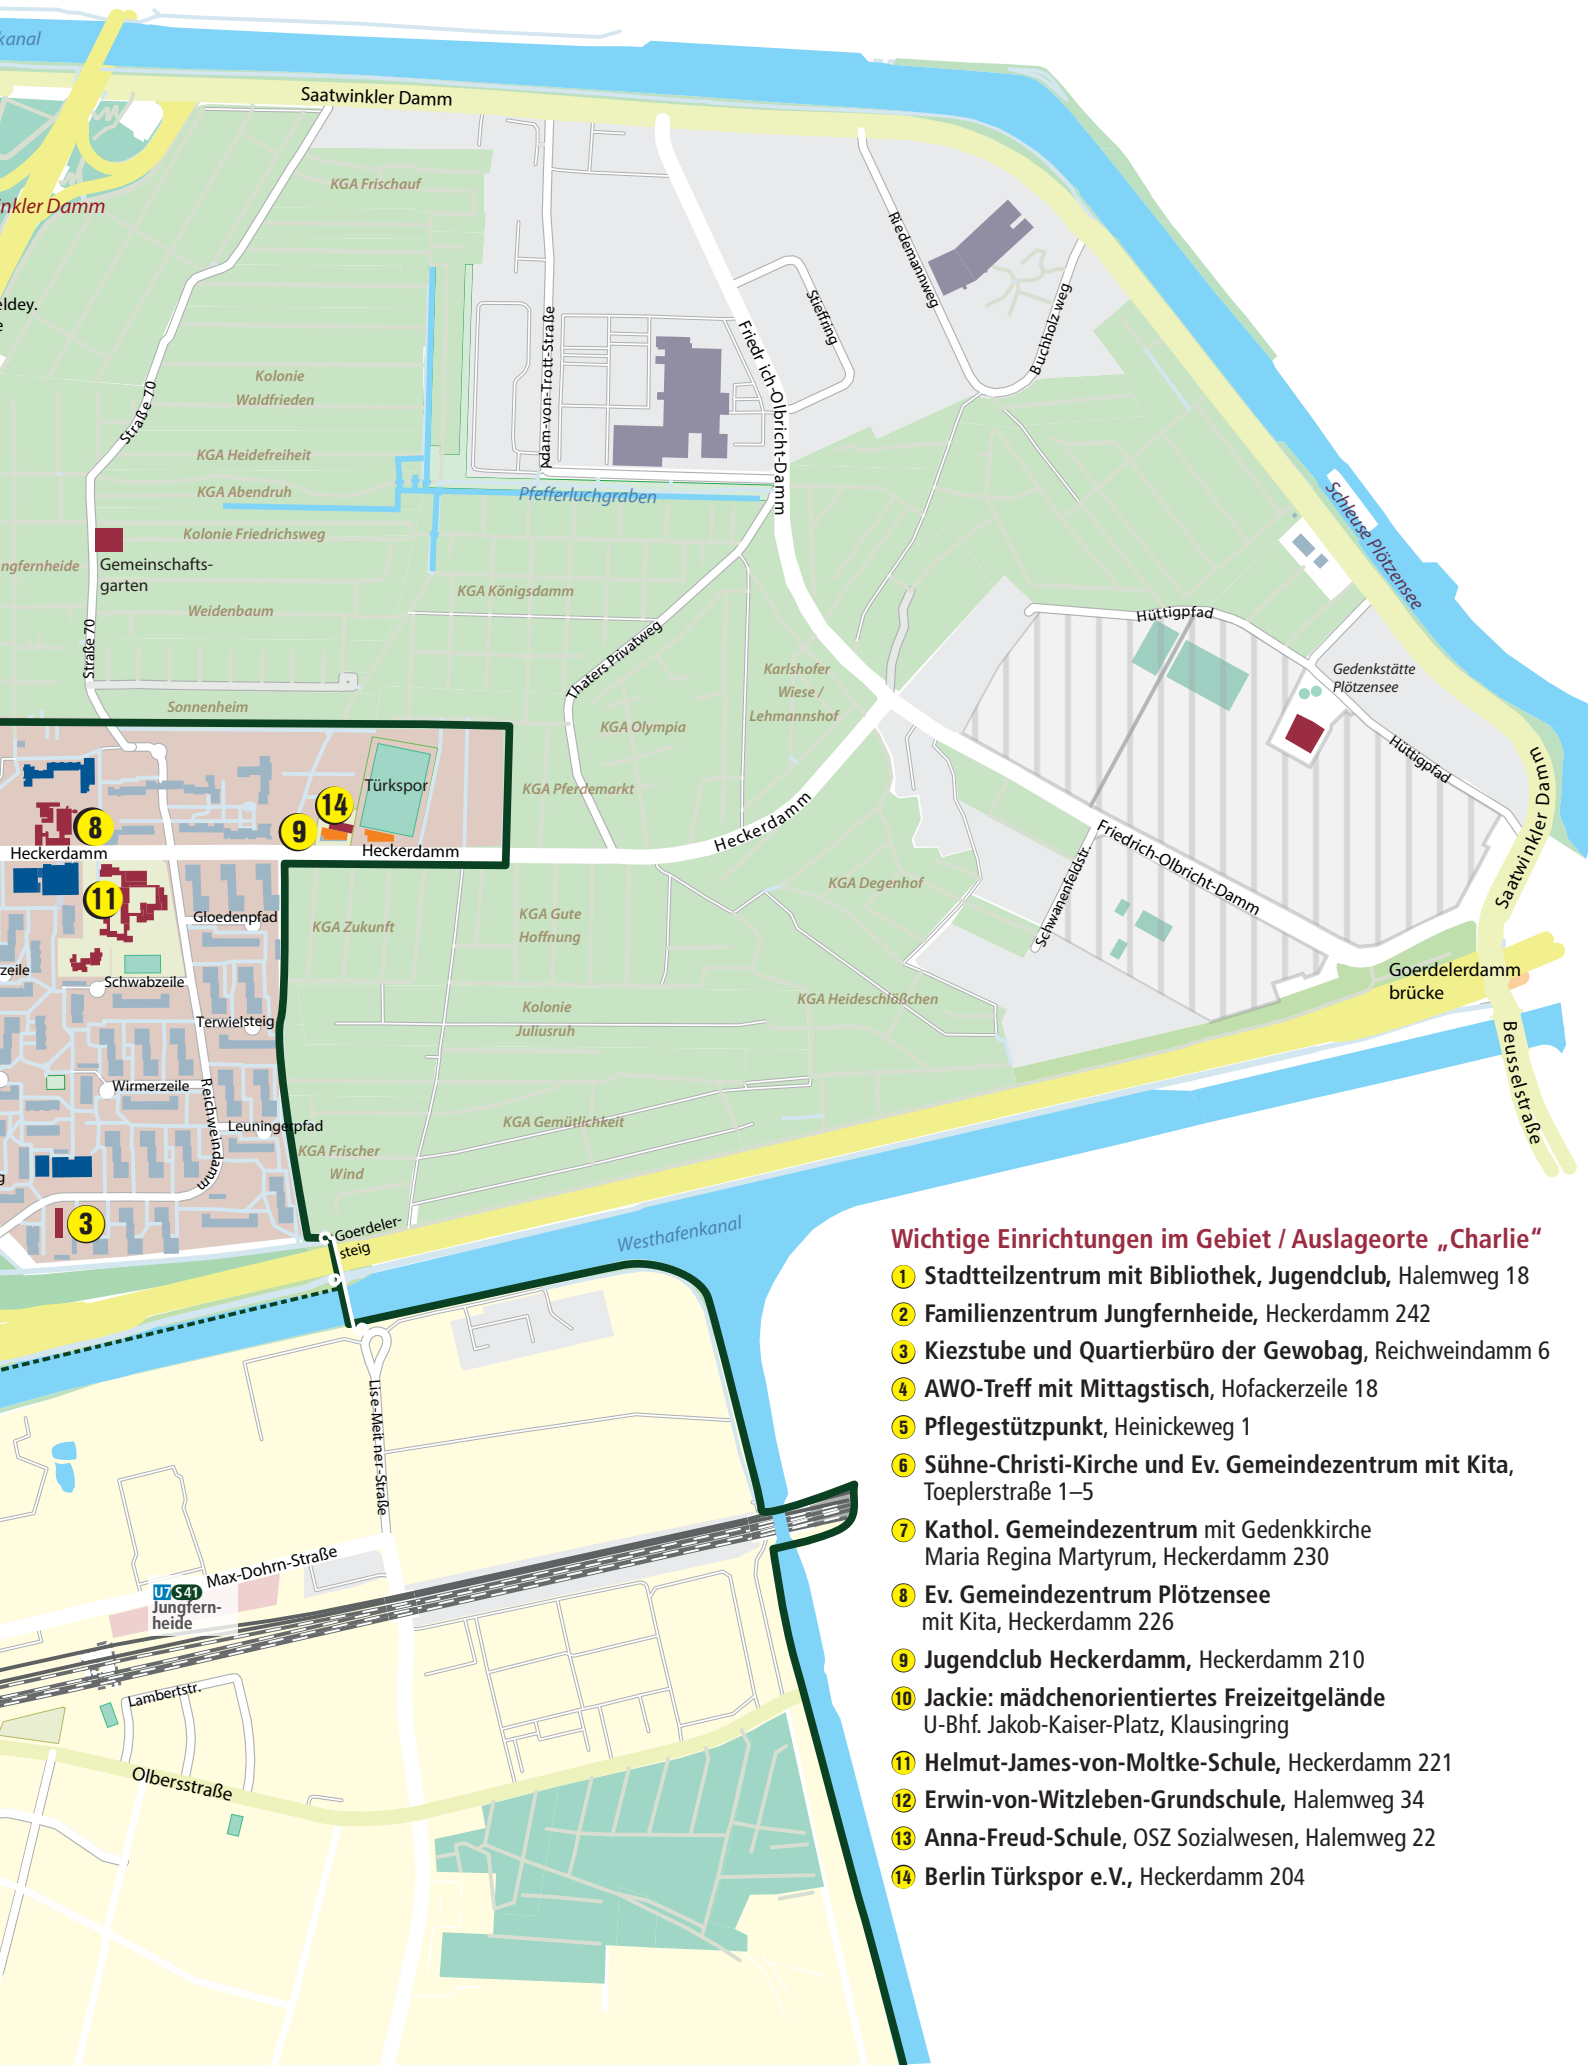 kanal
Saatwinkler Damm
KGA Frischauf
inkler Damm
Riedemannweg
Stieffring
Buchholz weg
eldey.
e
Adam-von-Trott-Straße
Friedr ich-Olbricht-Damm
Kolonie
Waldfrieden
Straße 70
KGA Heidefreiheit
KGA Abendruh
Pfefferluchgraben
Schleuse Plötzensee
Kolonie Friedrichsweg
ngfernheide
Gemeinschafts-
garten
KGA Königsdamm
Weidenbaum
Hüttigpfad
Straße 70
Thaters Privatweg
Karlshofer
Wiese /
Lehmannshof
Gedenkstätte
Plötzensee
Sonnenheim
KGA Olympia
Hüttigpfad
Türkspor
KGA Pferdemarkt
Saatwinkler Damm
14
9
8
Heckerdamm
Heckerdamm
Heckerdamm
Friedrich-Olbricht-Damm
Schwanenfeldstr.
11
KGA Degenhof
Gloedenpfad
KGA Zukunft
KGA Gute
Hoffnung
zeile
Schwabzeile
Goerdelerdamm
brücke
KGA Heideschlößchen
Terwielsteig
Kolonie
Juliusruh
Beusselstraße
Wirmerzeile
Reichweindamm
Leuningerpfad
KGA Gemütlichkeit
KGA Frischer
Wind
g
3
Goerdeler-
steig
Westhafenkanal
Lise-Meit ner-Straße
Max-Dohrn-Straße
U7 S41
Jungfern-
heide
Lambertstr.
Olbersstraße
Wichtige Einrichtungen im Gebiet / Auslageorte „Charlie“
1 Stadtteilzentrum mit Bibliothek, Jugendclub, Halemweg 18
2 Familienzentrum Jungfernheide, Heckerdamm 242
3 Kiezstube und Quartierbüro der Gewobag, Reichweindamm 6
4 AWO-Treff mit Mittagstisch, Hofackerzeile 18
5 Pflegestützpunkt, Heinickeweg 1
6 Sühne-Christi-Kirche und Ev. Gemeindezentrum mit Kita,
Toeplerstraße 1–5
7 Kathol. Gemeindezentrum mit Gedenkkirche
Maria Regina Martyrum, Heckerdamm 230
8 Ev. Gemeindezentrum Plötzensee
mit Kita, Heckerdamm 226
9 Jugendclub Heckerdamm, Heckerdamm 210
10 Jackie: mädchenorientiertes Freizeitgelände
U-Bhf. Jakob-Kaiser-Platz, Klausingring
11 Helmut-James-von-Moltke-Schule, Heckerdamm 221
12 Erwin-von-Witzleben-Grundschule, Halemweg 34
13 Anna-Freud-Schule, OSZ Sozialwesen, Halemweg 22
14 Berlin Türkspor e.V., Heckerdamm 204